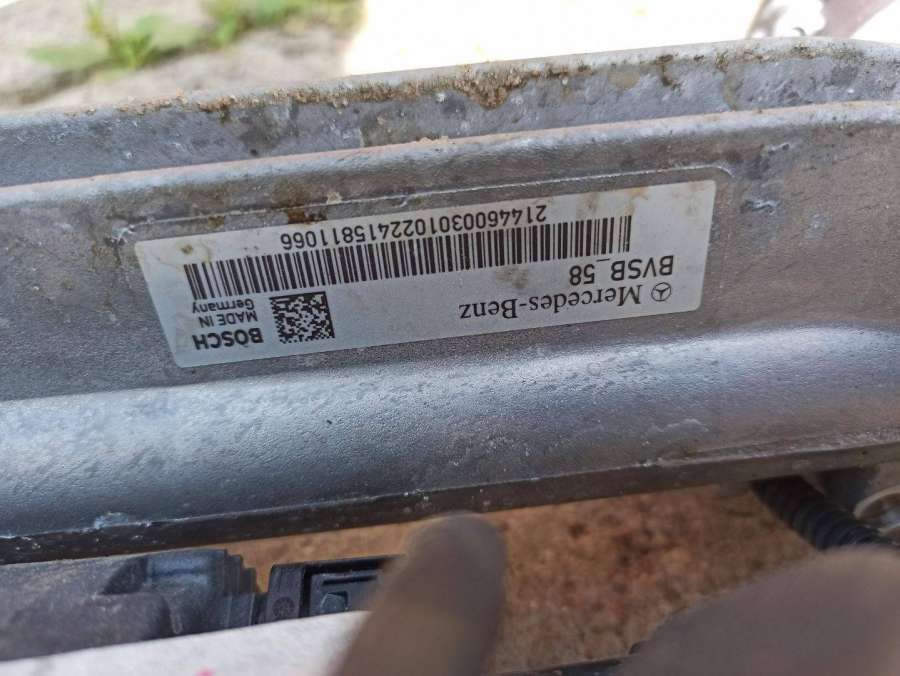 Mercedes-Benz
BVSB_58
BOSCH
MADE IN
Germany
2144600301022415811066